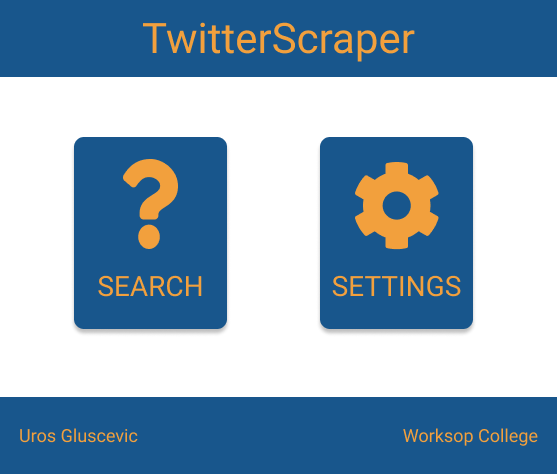 TwitterScraper
SEARCH
SETTINGS
Uros Gluscevic
Worksop College